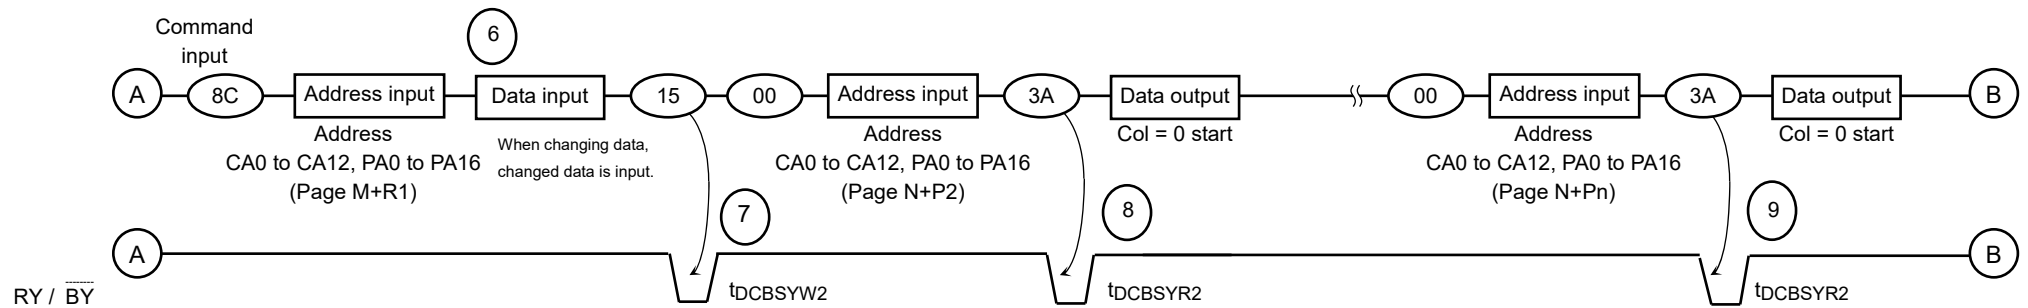 Command
input
6
A 8C Address input Data input 15 00 Address input 3A Data output 00 Address input 3A Data output B
Address
CA0 to CA12, PA0 to PA16
(Page M+R1)
When changing data,
changed data is input.
Address
CA0 to CA12, PA0 to PA16
(Page N+P2)
Col = 0 start
Address
CA0 to CA12, PA0 to PA16
(Page N+Pn)
Col = 0 start
7
8
9
A B
RY / BY
tDCBSYW2
tDCBSYR2
tDCBSYR2